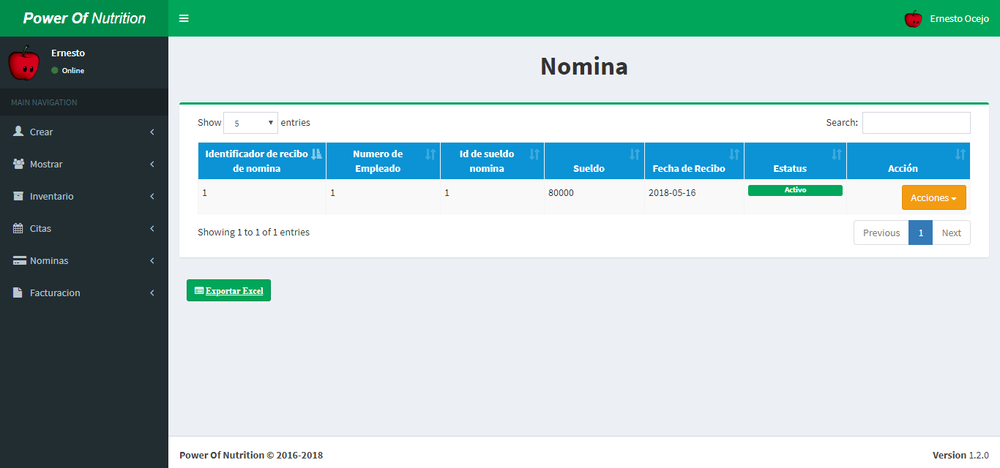 Power Of Nutrition
Ernesto Ocejo
Ernesto
Online
MAIN NAVIGATION
Crear
Mostrar
Inventario
Citas
Nominas
Facturacion
Nomina
Show 5 entries
Search:
Identificador de recibo de nomina
Numero de Empleado
Id de sueldo nomina
Sueldo
Fecha de Recibo
Estatus
Acción
1 1 1 80000 2018-05-16 Activo Acciones
Showing 1 to 1 of 1 entries
Previous 1 Next
Exportar Excel
Power Of Nutrition © 2016-2018
Version 1.2.0